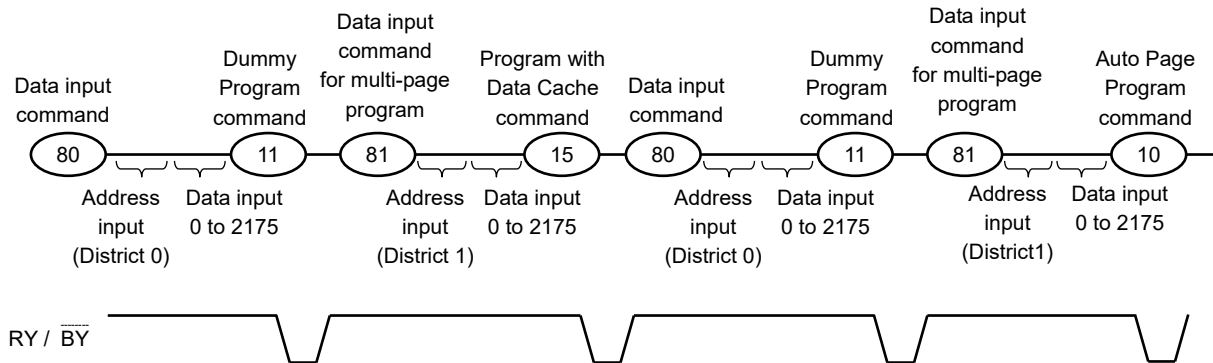 Data input
command
Dummy
Program
command
Data input
command
for multi-page
program
Program with
Data Cache
command
Data input
command
Dummy
Program
command
Data input
command
for multi-page
program
Auto Page
Program
command
80
11
81
15
80
11
81
10
Address
input
(District 0)
Data input
0 to 2175
Address
input
(District 1)
Data input
0 to 2175
Address
input
(District 0)
Data input
0 to 2175
Address
input
(District1)
Data input
0 to 2175
RY / B̅Y̅